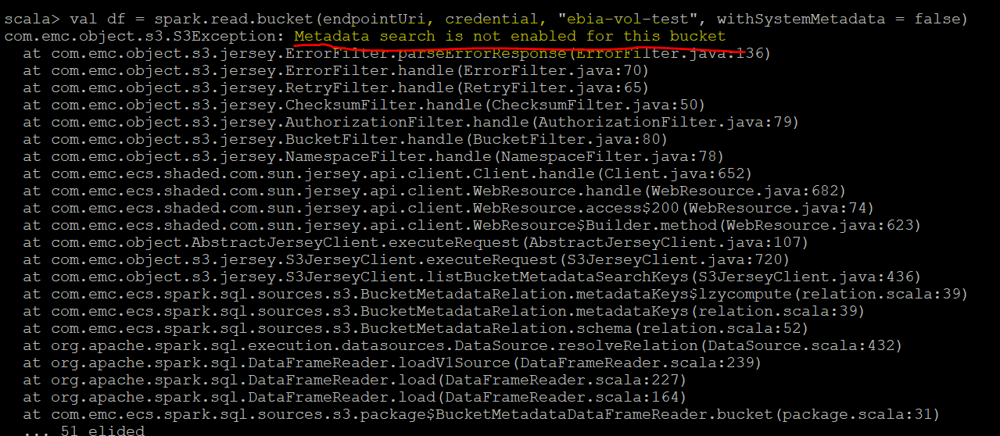 scala> val df = spark.read.bucket(endpointUri, credential, "ebia-vol-test", withSystemMetadata = false)
com.emc.object.s3.S3Exception: Metadata search is not enabled for this bucket
  at com.emc.object.s3.jersey.ErrorFilter.parseErrorResponse(ErrorFilter.java:136)
  at com.emc.object.s3.jersey.ErrorFilter.handle(ErrorFilter.java:70)
  at com.emc.object.s3.jersey.RetryFilter.handle(RetryFilter.java:65)
  at com.emc.object.s3.jersey.ChecksumFilter.handle(ChecksumFilter.java:50)
  at com.emc.object.s3.jersey.AuthorizationFilter.handle(AuthorizationFilter.java:79)
  at com.emc.object.s3.jersey.BucketFilter.handle(BucketFilter.java:80)
  at com.emc.object.s3.jersey.NamespaceFilter.handle(NamespaceFilter.java:78)
  at com.emc.ecs.shaded.com.sun.jersey.api.client.Client.handle(Client.java:652)
  at com.emc.ecs.shaded.com.sun.jersey.api.client.WebResource.handle(WebResource.java:682)
  at com.emc.ecs.shaded.com.sun.jersey.api.client.WebResource.access$200(WebResource.java:74)
  at com.emc.ecs.shaded.com.sun.jersey.api.client.WebResource$Builder.method(WebResource.java:623)
  at com.emc.object.AbstractJerseyClient.executeRequest(AbstractJerseyClient.java:107)
  at com.emc.object.s3.jersey.S3JerseyClient.executeRequest(S3JerseyClient.java:720)
  at com.emc.object.s3.jersey.S3JerseyClient.listBucketMetadataSearchKeys(S3JerseyClient.java:436)
  at com.emc.ecs.spark.sql.sources.s3.BucketMetadataRelation.metadataKeys$lzycompute(relation.scala:39)
  at com.emc.ecs.spark.sql.sources.s3.BucketMetadataRelation.metadataKeys(relation.scala:39)
  at com.emc.ecs.spark.sql.sources.s3.BucketMetadataRelation.schema(relation.scala:52)
  at org.apache.spark.sql.execution.datasources.DataSource.resolveRelation(DataSource.scala:432)
  at org.apache.spark.sql.DataFrameReader.loadV1Source(DataFrameReader.scala:239)
  at org.apache.spark.sql.DataFrameReader.load(DataFrameReader.scala:227)
  at org.apache.spark.sql.DataFrameReader.load(DataFrameReader.scala:164)
  at com.emc.ecs.spark.sql.sources.s3.package$BucketMetadataDataFrameReader.bucket(package.scala:31)
  ... 51 elided